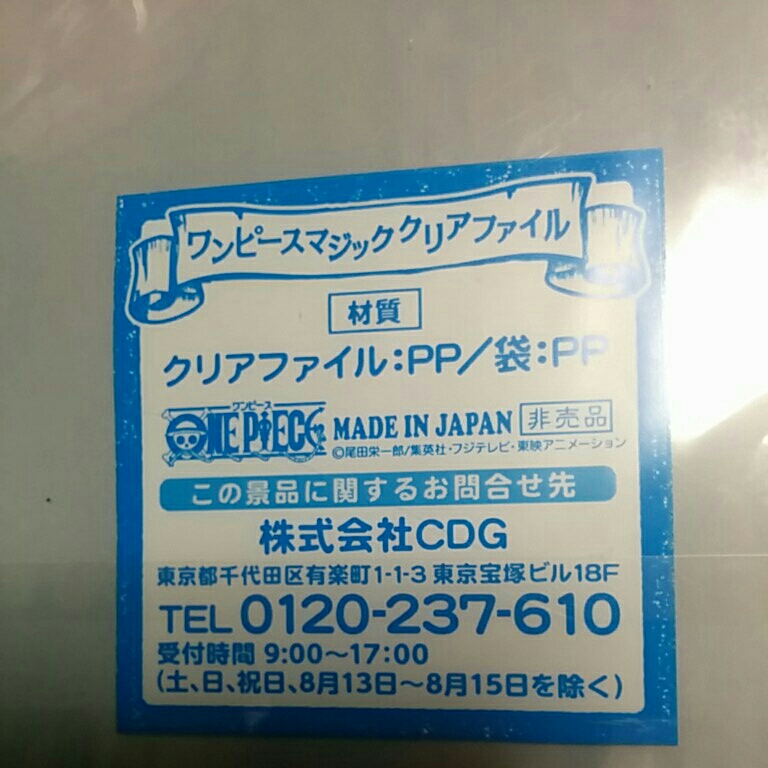 ワンピースマジッククリアファイル
材質
クリアファイル:PP/袋:PP
ワンピース
ONE PIECE MADE IN JAPAN 非売品
©尾田栄一郎/集英社・フジテレビ・東映アニメーション
この景品に関するお問合せ先
株式会社CDG
東京都千代田区有楽町1-1-3 東京宝塚ビル18F
TEL 0120-237-610
受付時間 9:00〜17:00
(土、日、祝日、8月13日〜8月15日を除く)